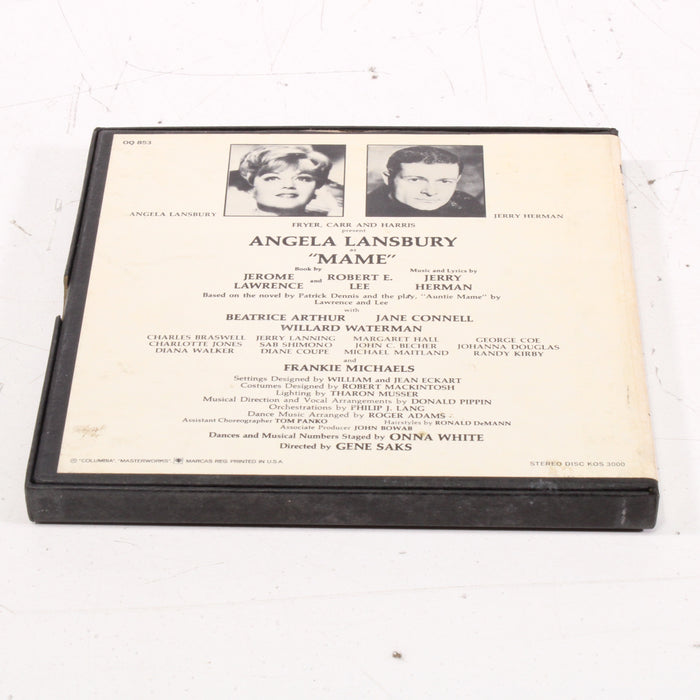 OQ 853
ANGELA LANSBURY
JERRY HERMAN
FRYER, CARR AND HARRIS
present
ANGELA LANSBURY
as
"MAME"
Book by
JEROME LAWRENCE and ROBERT E. LEE
Music and Lyrics by
JERRY HERMAN
Based on the novel by Patrick Dennis and the play, "Auntie Mame" by
Lawrence and Lee
with
BEATRICE ARTHUR JANE CONNELL
WILLARD WATERMAN
CHARLES BRASWELL JERRY LANNING MARGARET HALL GEORGE COE
CHARLOTTE JONES SAB SHIMONO JOHN C. BECHER JOHANNA DOUGLAS
DIANA WALKER DIANE COUPE MICHAEL MAITLAND RANDY KIRBY
and
FRANKIE MICHAELS
Settings Designed by WILLIAM and JEAN ECKART
Costumes Designed by ROBERT MACKINTOSH
Lighting by THARON MUSSER
Musical Direction and Vocal Arrangements by DONALD PIPPIN
Orchestrations by PHILIP J. LANG
Dance Music Arranged by ROGER ADAMS
Assistant Choreographer TOM PANKO Hairstyles by RONALD DeMANN
Associate Producer JOHN BOWAB
Dances and Musical Numbers Staged by ONNA WHITE
Directed by GENE SAKS
℗ "COLUMBIA", "MASTERWORKS", MARCAS REG. PRINTED IN U.S.A.
STEREO DISC KOS 3000